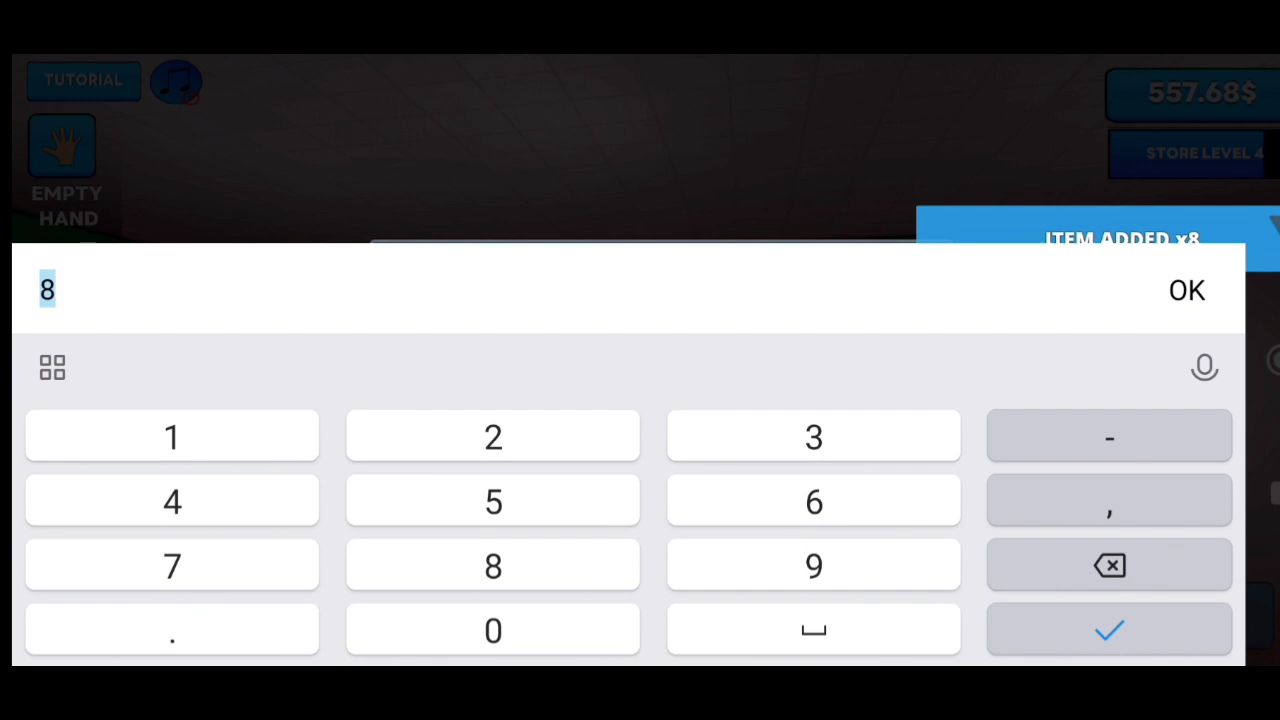 TUTORIAL
557.68$
STORE LEVEL 4
EMPTY
HAND
ITEM ADDED x8
8
OK
1 2 3 -
4 5 6 ,
7 8 9
. 0